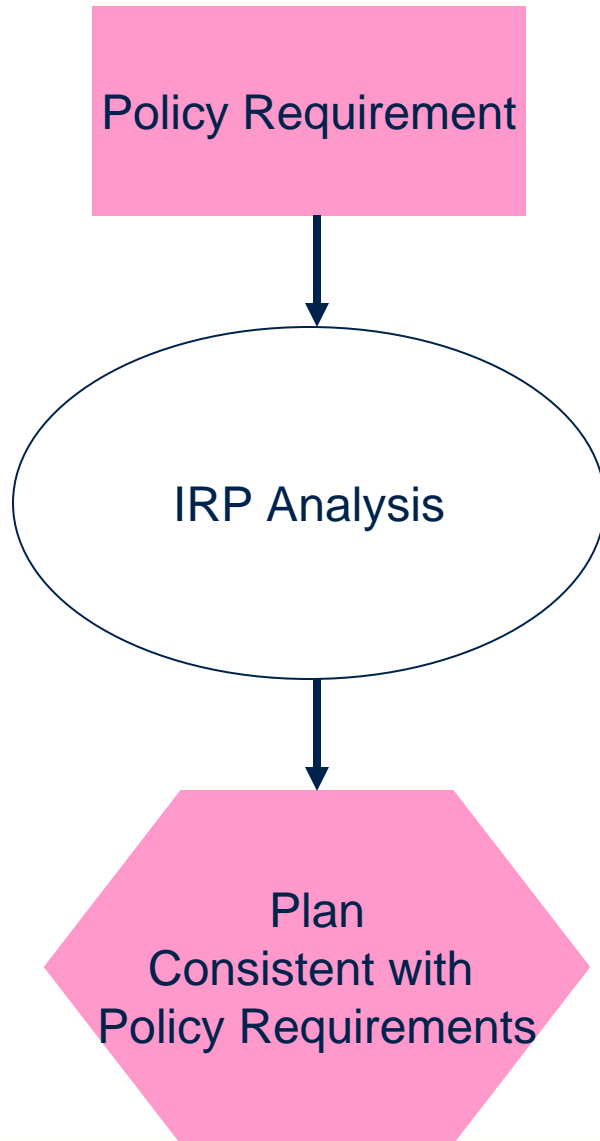 Policy Requirement
IRP Analysis
Plan
Consistent with
Policy Requirements